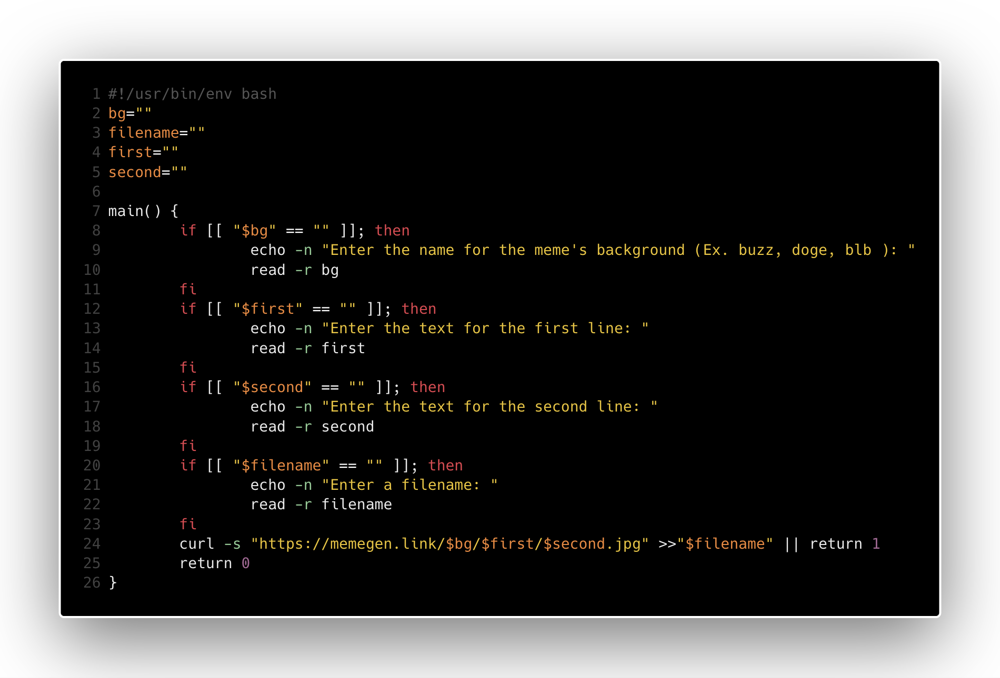 1 #!/usr/bin/env bash
2 bg=""
3 filename=""
4 first=""
5 second=""
6
7 main() {
8         if [[ "$bg" == "" ]]; then
9                 echo -n "Enter the name for the meme's background (Ex. buzz, doge, blb ): "
10                 read -r bg
11         fi
12         if [[ "$first" == "" ]]; then
13                 echo -n "Enter the text for the first line: "
14                 read -r first
15         fi
16         if [[ "$second" == "" ]]; then
17                 echo -n "Enter the text for the second line: "
18                 read -r second
19         fi
20         if [[ "$filename" == "" ]]; then
21                 echo -n "Enter a filename: "
22                 read -r filename
23         fi
24         curl -s "https://memegen.link/$bg/$first/$second.jpg" >>"$filename" || return 1
25         return 0
26 }